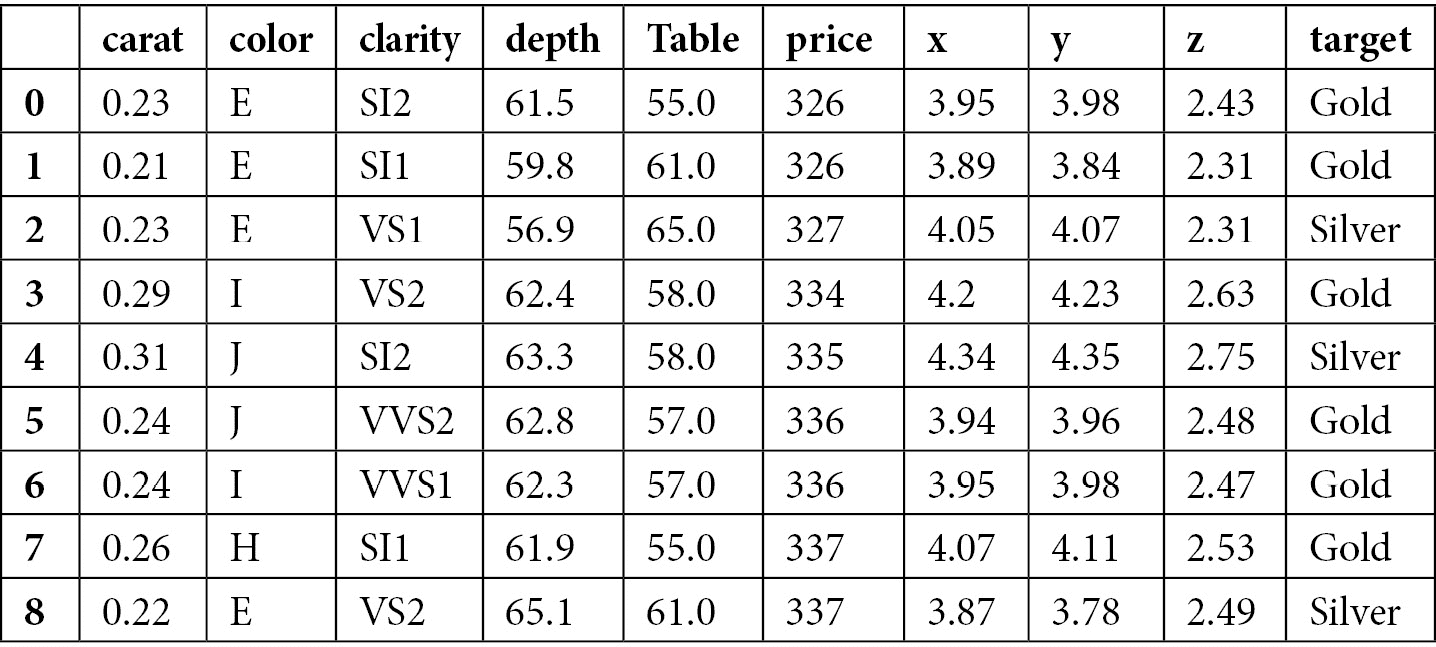 carat color clarity depth Table price x y z target
0 0.23 E SI2 61.5 55.0 326 3.95 3.98 2.43 Gold
1 0.21 E SI1 59.8 61.0 326 3.89 3.84 2.31 Gold
2 0.23 E VS1 56.9 65.0 327 4.05 4.07 2.31 Silver
3 0.29 I VS2 62.4 58.0 334 4.2 4.23 2.63 Gold
4 0.31 J SI2 63.3 58.0 335 4.34 4.35 2.75 Silver
5 0.24 J VVS2 62.8 57.0 336 3.94 3.96 2.48 Gold
6 0.24 I VVS1 62.3 57.0 336 3.95 3.98 2.47 Gold
7 0.26 H SI1 61.9 55.0 337 4.07 4.11 2.53 Gold
8 0.22 E VS2 65.1 61.0 337 3.87 3.78 2.49 Silver